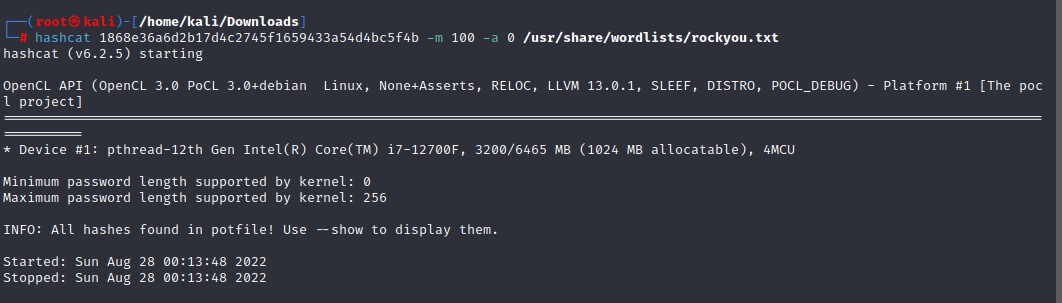 ┌──(root㉿kali)-[/home/kali/Downloads]
└─# hashcat 1868e36a6d2b17d4c2745f1659433a54d4bc5f4b -m 100 -a 0 /usr/share/wordlists/rockyou.txt
hashcat (v6.2.5) starting
OpenCL API (OpenCL 3.0 PoCL 3.0+debian  Linux, None+Asserts, RELOC, LLVM 13.0.1, SLEEF, DISTRO, POCL_DEBUG) - Platform #1 [The poc
l project]
==================================================================================================================================
==========
* Device #1: pthread-12th Gen Intel(R) Core(TM) i7-12700F, 3200/6465 MB (1024 MB allocatable), 4MCU
Minimum password length supported by kernel: 0
Maximum password length supported by kernel: 256
INFO: All hashes found in potfile! Use --show to display them.
Started: Sun Aug 28 00:13:48 2022
Stopped: Sun Aug 28 00:13:48 2022